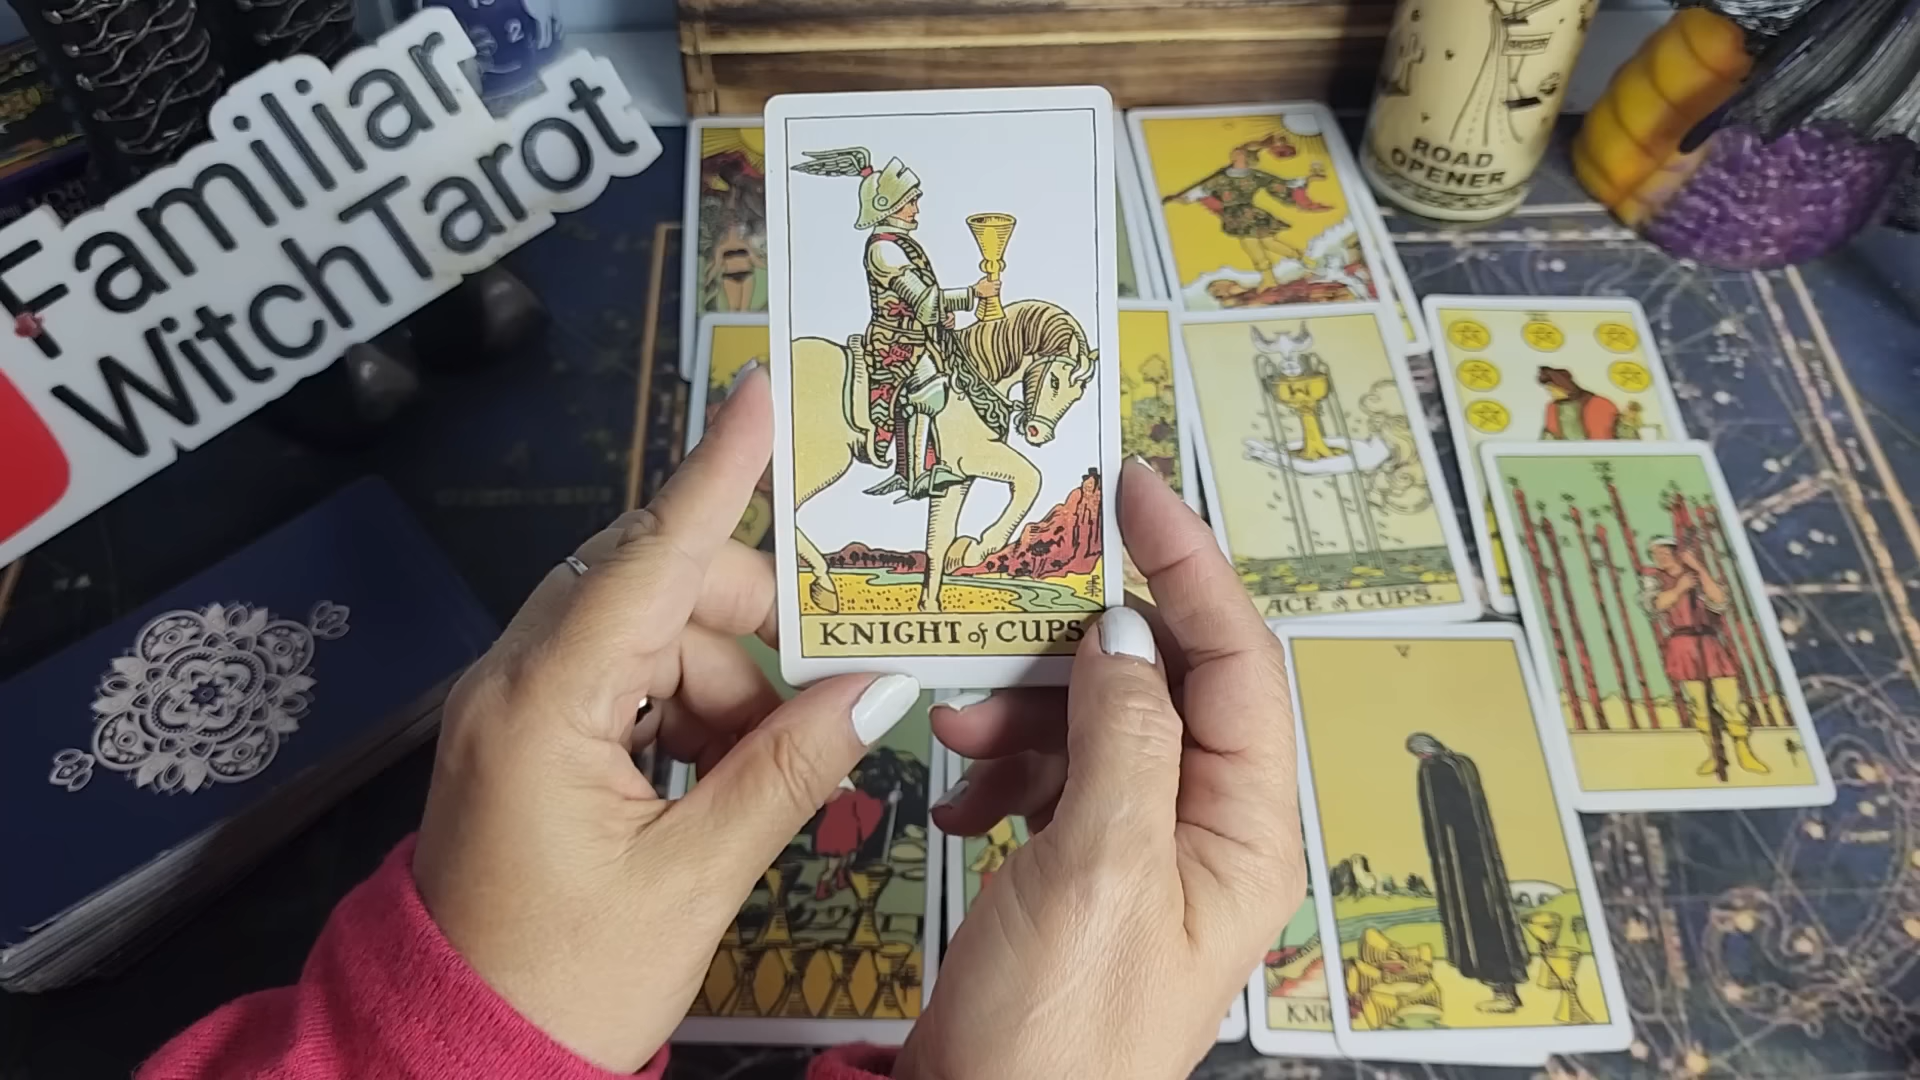 Familiar
WitchTarot
ROAD
OPENER
KNIGHT of CUPS
ACE of CUPS.
V
KNI